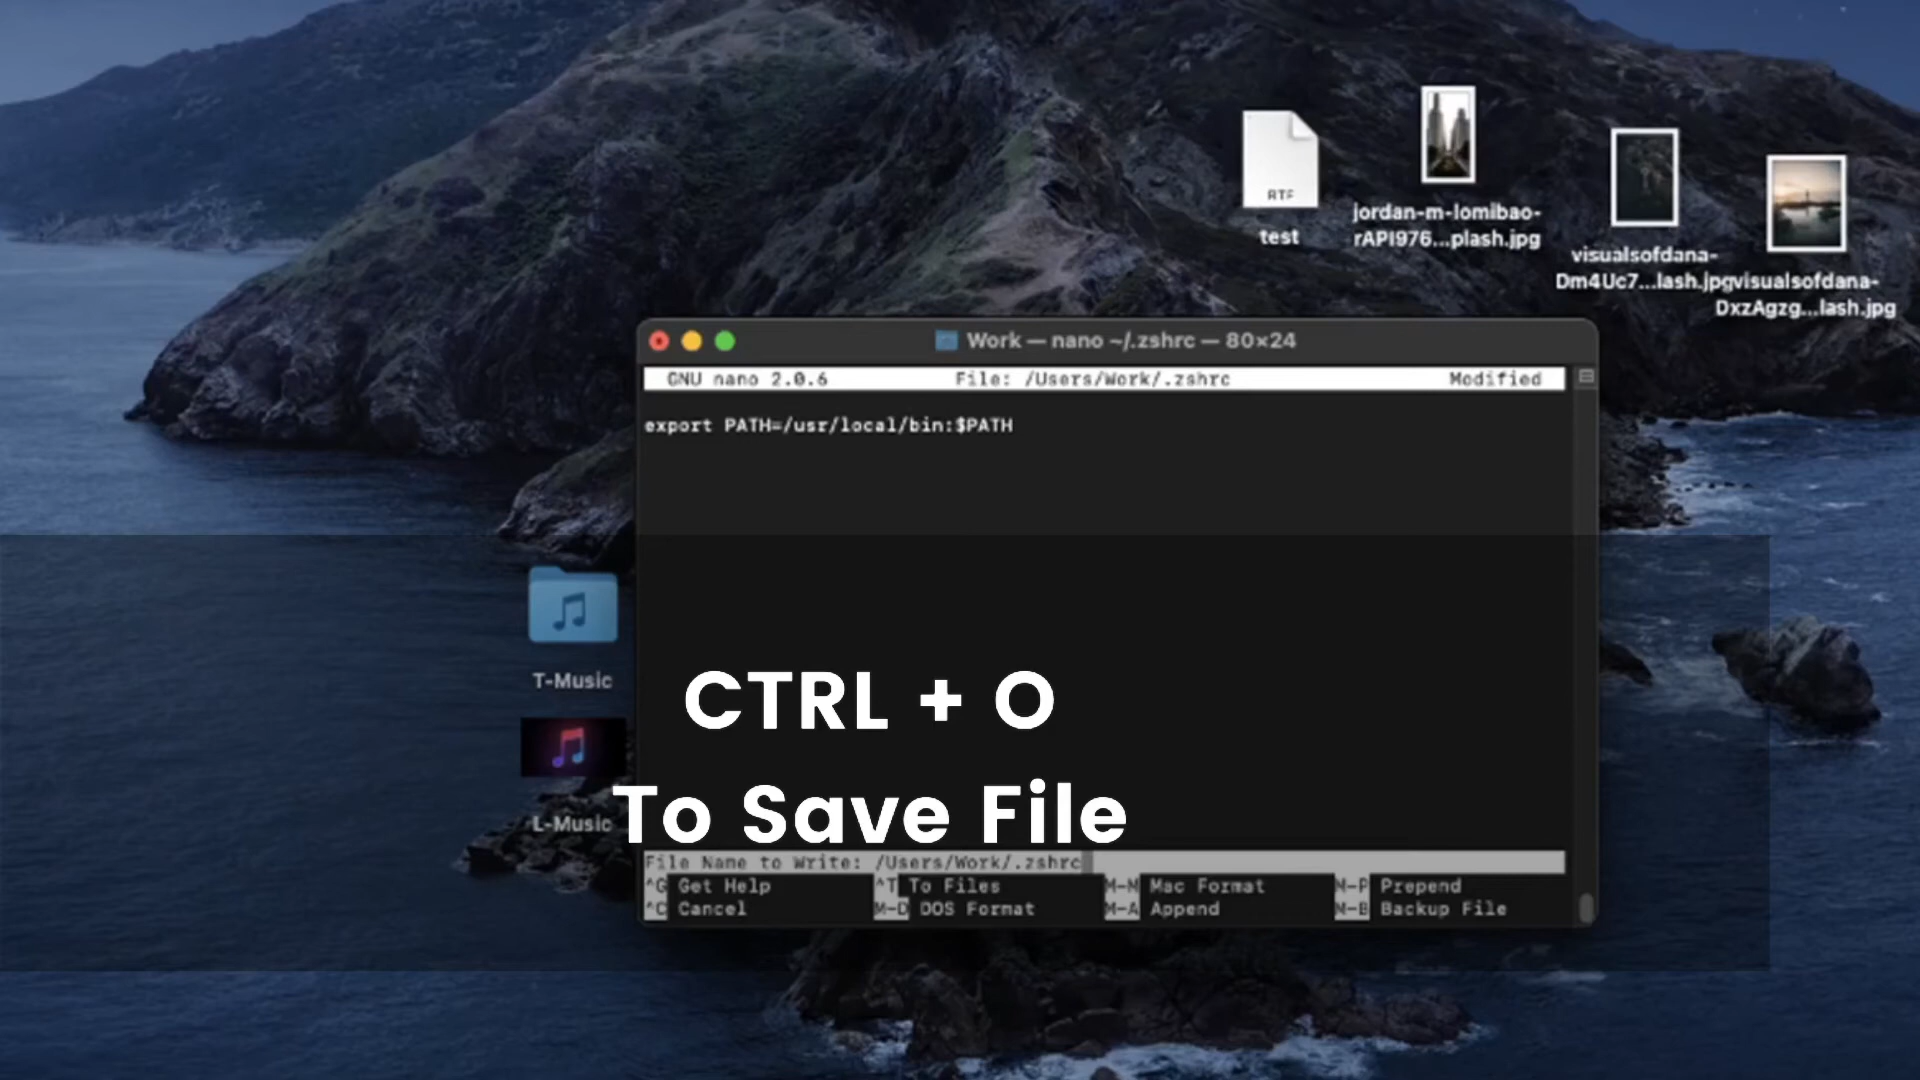 RTF
test
jordan-m-lomibao-
rAPI976...plash.jpg
visualsofdana-
Dm4Uc7...lash.jpg
visualsofdana-
DxzAgzg...lash.jpg
Work — nano ~/.zshrc — 80×24
GNU nano 2.0.6 File: /Users/Work/.zshrc Modified
export PATH=/usr/local/bin:$PATH
T-Music
L-Music
CTRL + O
To Save File
File Name to Write: /Users/Work/.zshrc
^G Get Help ^T To Files M-M Mac Format M-P Prepend
^C Cancel M-D DOS Format M-A Append M-B Backup File